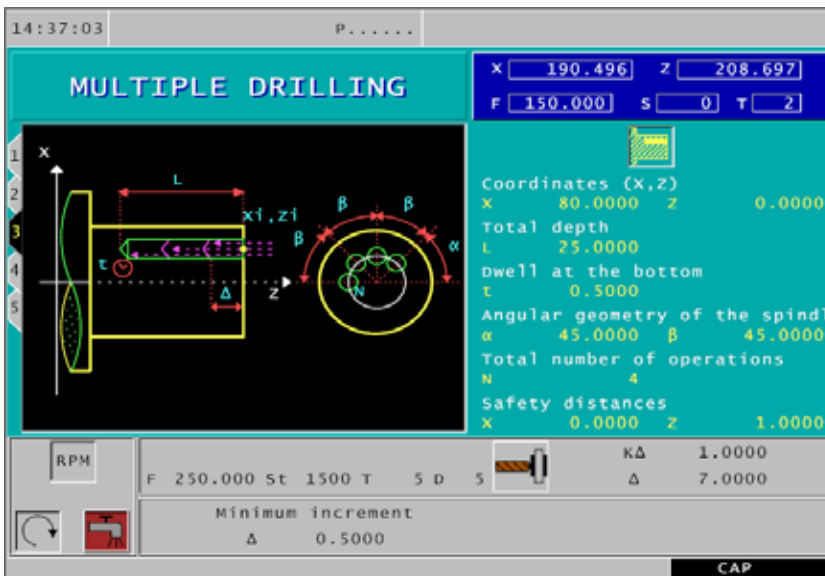 14:37:03 P......
MULTIPLE DRILLING
X 190.496 Z 208.697
F 150.000 S 0 T 2
1
2
3
4
5
X
L
xi,zi
t
Δ
Z
β
β
β
α
N
Coordinates (X,Z)
X 80.0000 Z 0.0000
Total depth
L 25.0000
Dwell at the bottom
t 0.5000
Angular geometry of the spindl
α 45.0000 β 45.0000
Total number of operations
N 4
Safety distances
X 0.0000 Z 1.0000
RPM
F 250.000 St 1500 T 5 D 5
KΔ 1.0000
Δ 7.0000
Minimum increment
Δ 0.5000
CAP